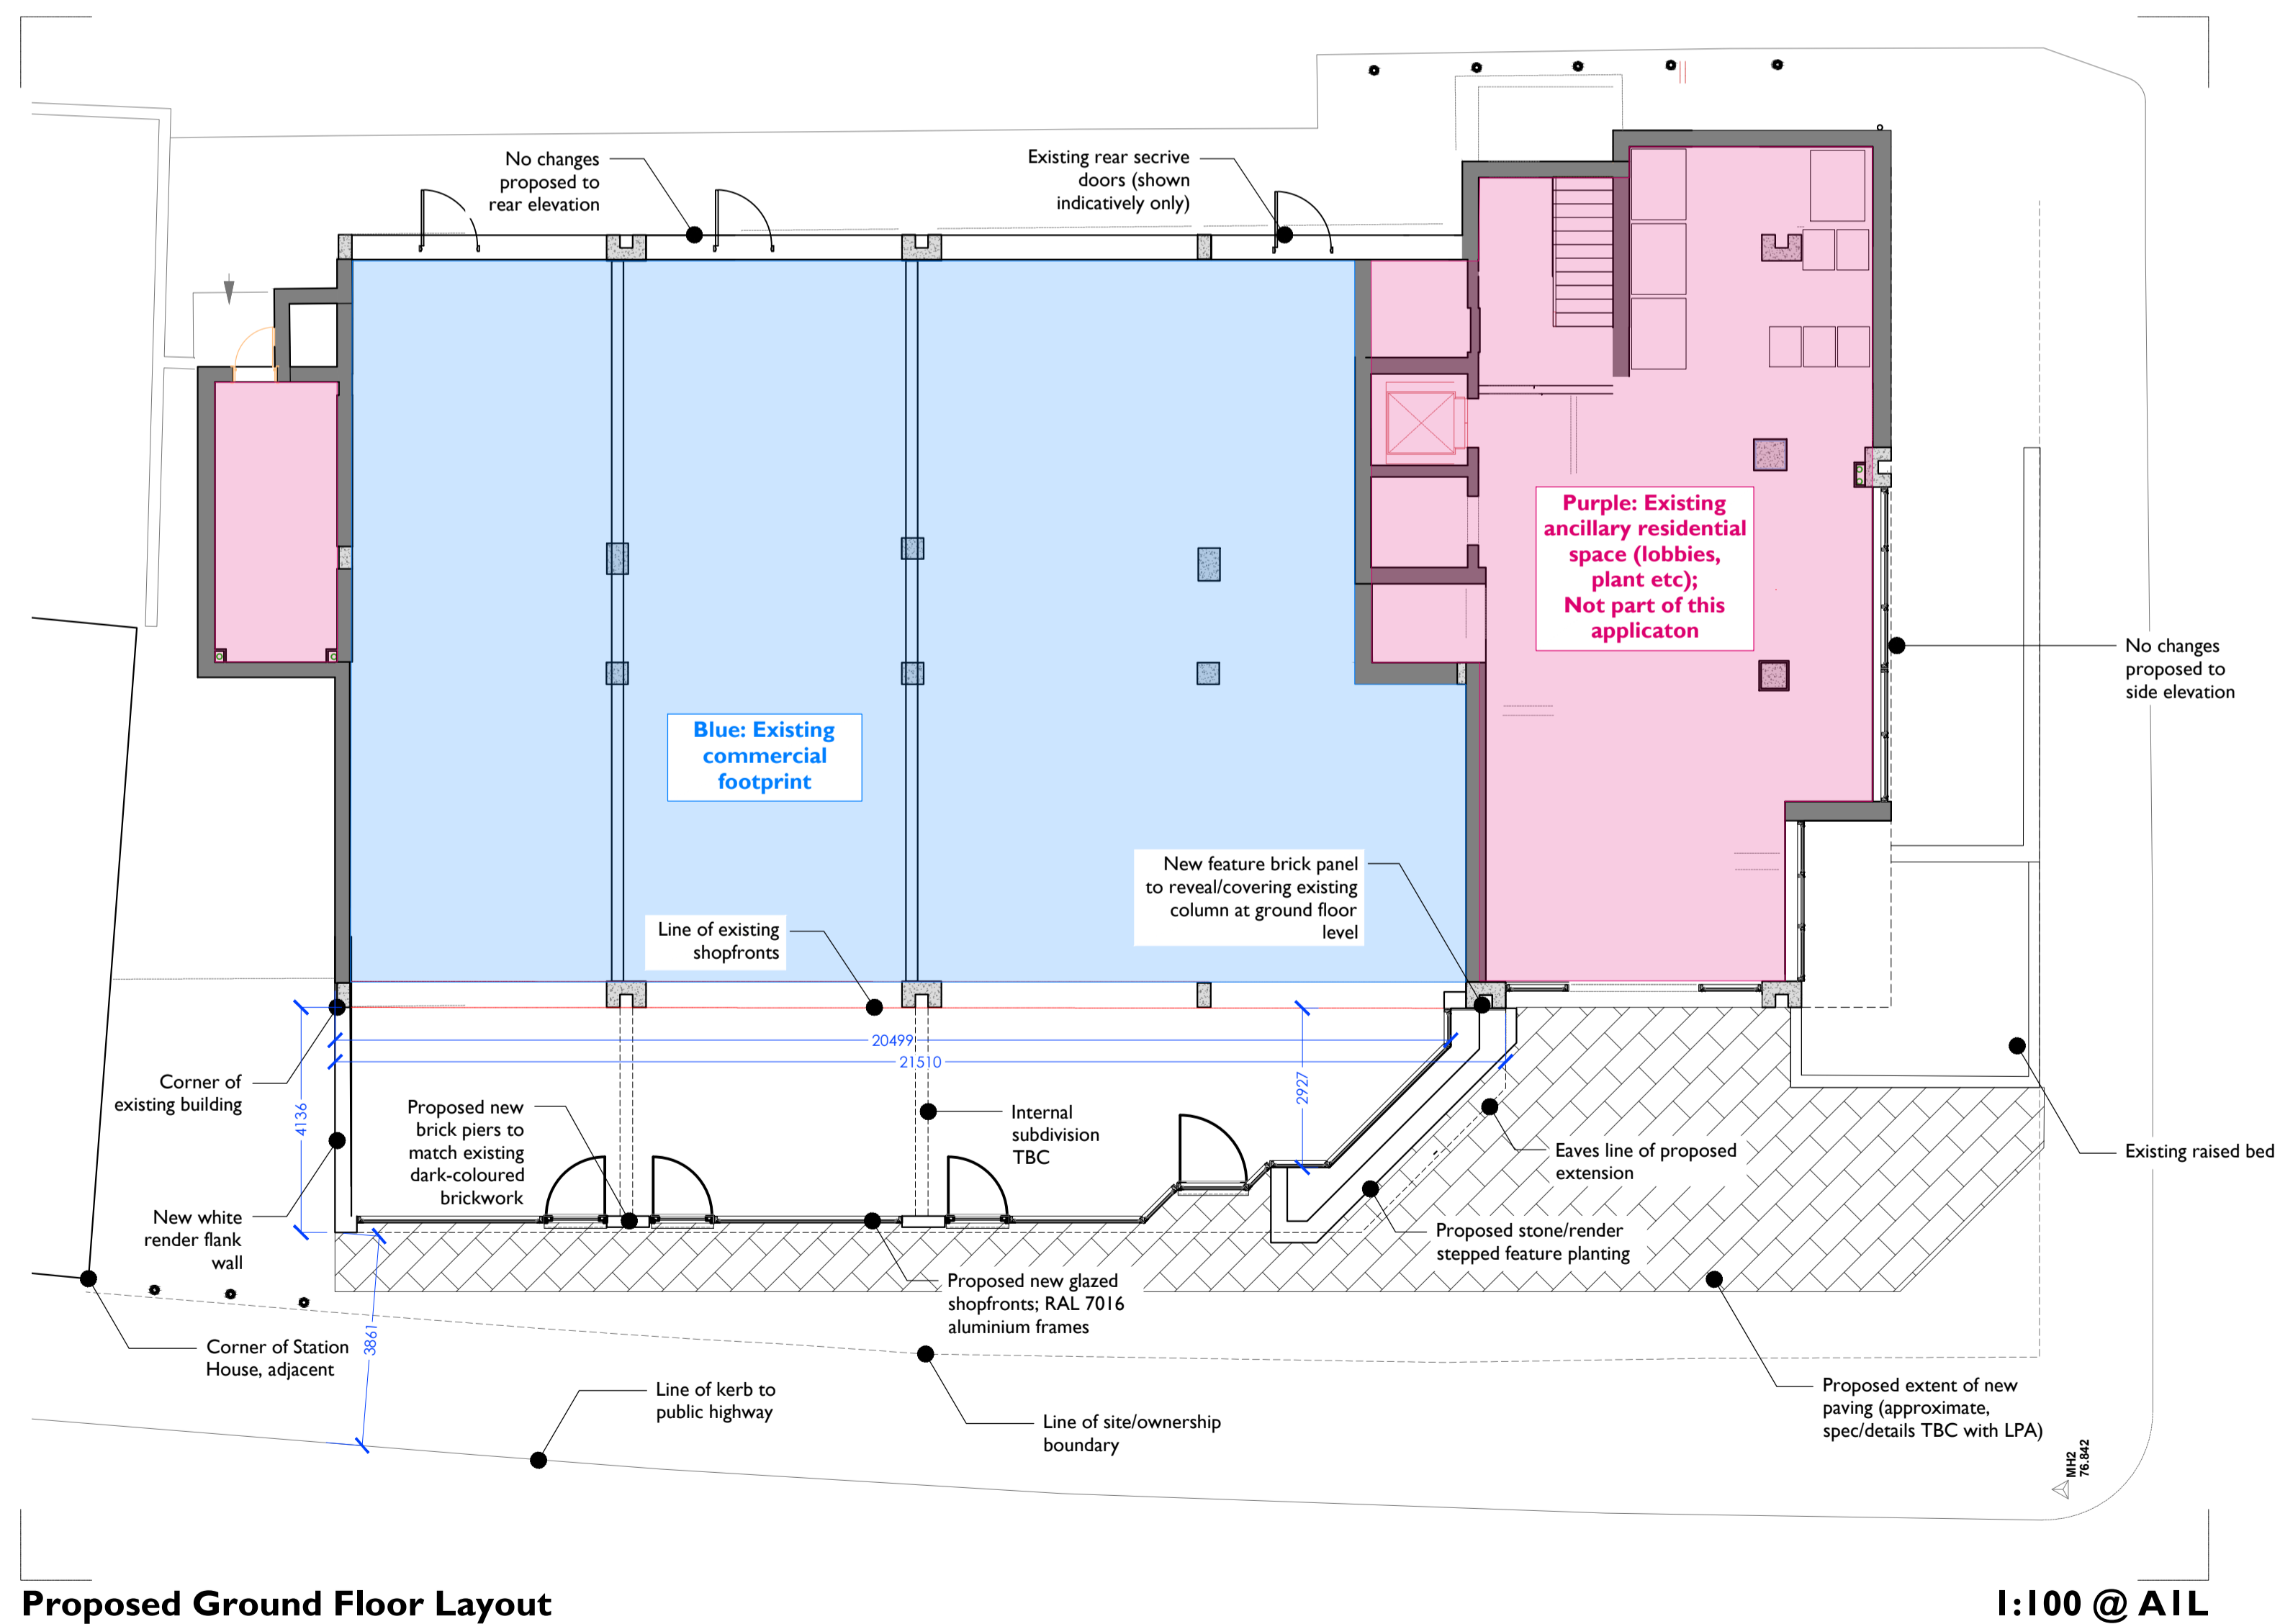 No changes
proposed to
rear elevation
Existing rear secrive
doors (shown
indicatively only)
Purple: Existing
ancillary residential
space (lobbies,
plant etc);
Not part of this
applicaton
No changes
proposed to
side elevation
Blue: Existing
commercial
footprint
New feature brick panel
to reveal/covering existing
column at ground floor
level
Line of existing
shopfronts
20499
21510
2927
4136
Corner of
existing building
Proposed new
brick piers to
match existing
dark-coloured
brickwork
Internal
subdivision
TBC
Eaves line of proposed
extension
Existing raised bed
New white
render flank
wall
Proposed stone/render
stepped feature planting
Proposed new glazed
shopfronts; RAL 7016
aluminium frames
3861
Corner of Station
House, adjacent
Line of kerb to
public highway
Line of site/ownership
boundary
Proposed extent of new
paving (approximate,
spec/details TBC with LPA)
MH2
76.842
Proposed Ground Floor Layout
1:100 @ A1L